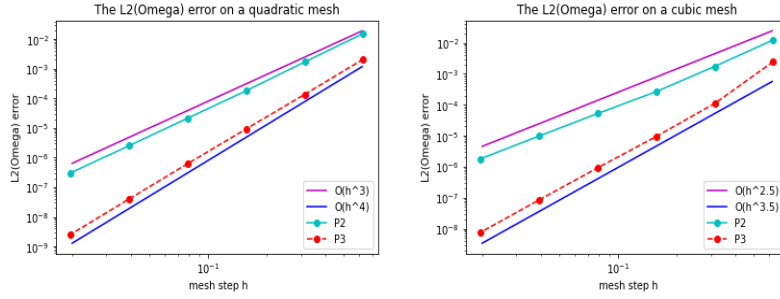 The L2(Omega) error on a quadratic mesh
L2(Omega) error
10^-2
10^-3
10^-4
10^-5
10^-6
10^-7
10^-8
10^-9
O(h^3)
O(h^4)
P2
P3
10^-1
mesh step h
The L2(Omega) error on a cubic mesh
L2(Omega) error
10^-2
10^-3
10^-4
10^-5
10^-6
10^-7
10^-8
O(h^2.5)
O(h^3.5)
P2
P3
10^-1
mesh step h